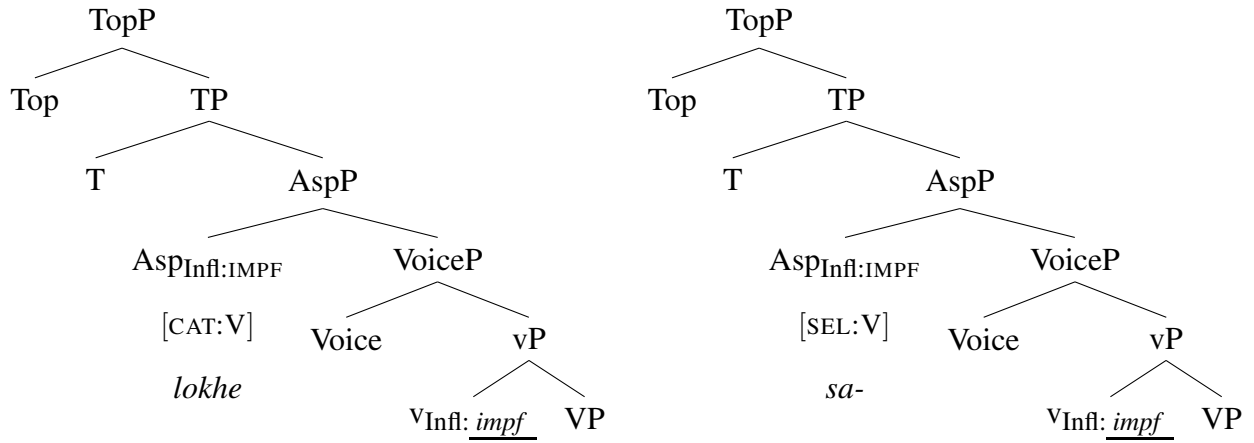 TopP TopP
Top TP Top TP
T AspP T AspP
Asp_Infl:IMPF VoiceP Asp_Infl:IMPF VoiceP
[CAT:V] Voice vP [SEL:V] Voice vP
lokhe sa-
v_Infl: impf VP v_Infl: impf VP